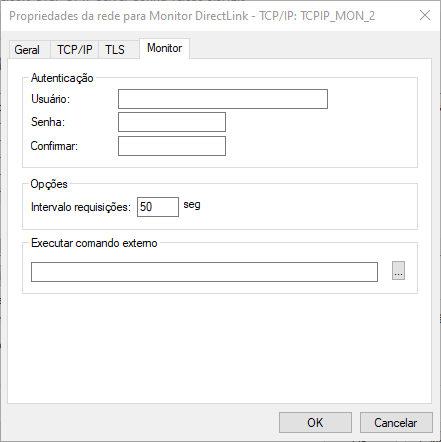 Propriedades da rede para Monitor DirectLink - TCP/IP: TCPIP_MON_2
Geral TCP/IP TLS Monitor
Autenticação
Usuário:
Senha:
Confirmar:
Opções
Intervalo requisições: 50 seg
Executar comando externo
...
OK Cancelar